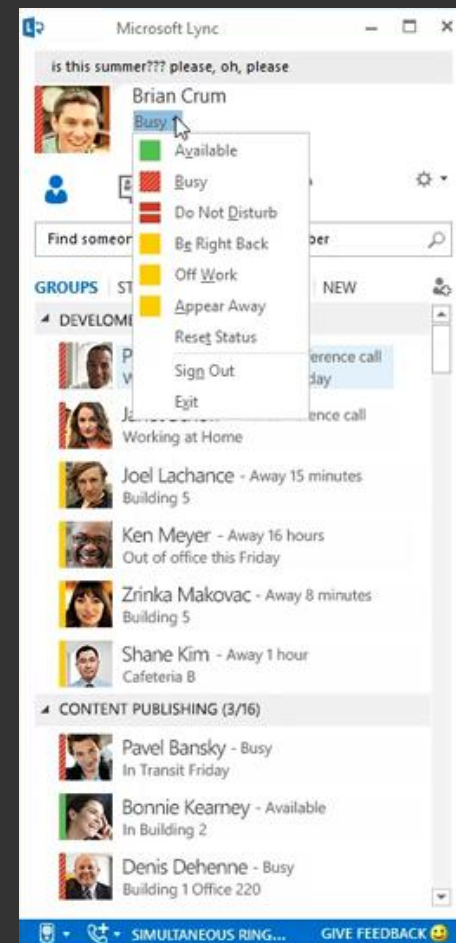 Microsoft Lync
is this summer??? please, oh, please
Brian Crum
Busy
Available
Busy
Do Not Disturb
Be Right Back
Off Work
Appear Away
Reset Status
Sign Out
Exit
Find someon
ber
GROUPS
ST
NEW
DEVELOME
P
erence call
W
day
ence call
Working at Home
Joel Lachance - Away 15 minutes
Building 5
Ken Meyer - Away 16 hours
Out of office this Friday
Zrinka Makovac - Away 8 minutes
Building 5
Shane Kim - Away 1 hour
Cafeteria B
CONTENT PUBLISHING (3/16)
Pavel Bansky - Busy
In Transit Friday
Bonnie Kearney - Available
In Building 2
Denis Dehenne - Busy
Building 1 Office 220
SIMULTANEOUS RING... GIVE FEEDBACK